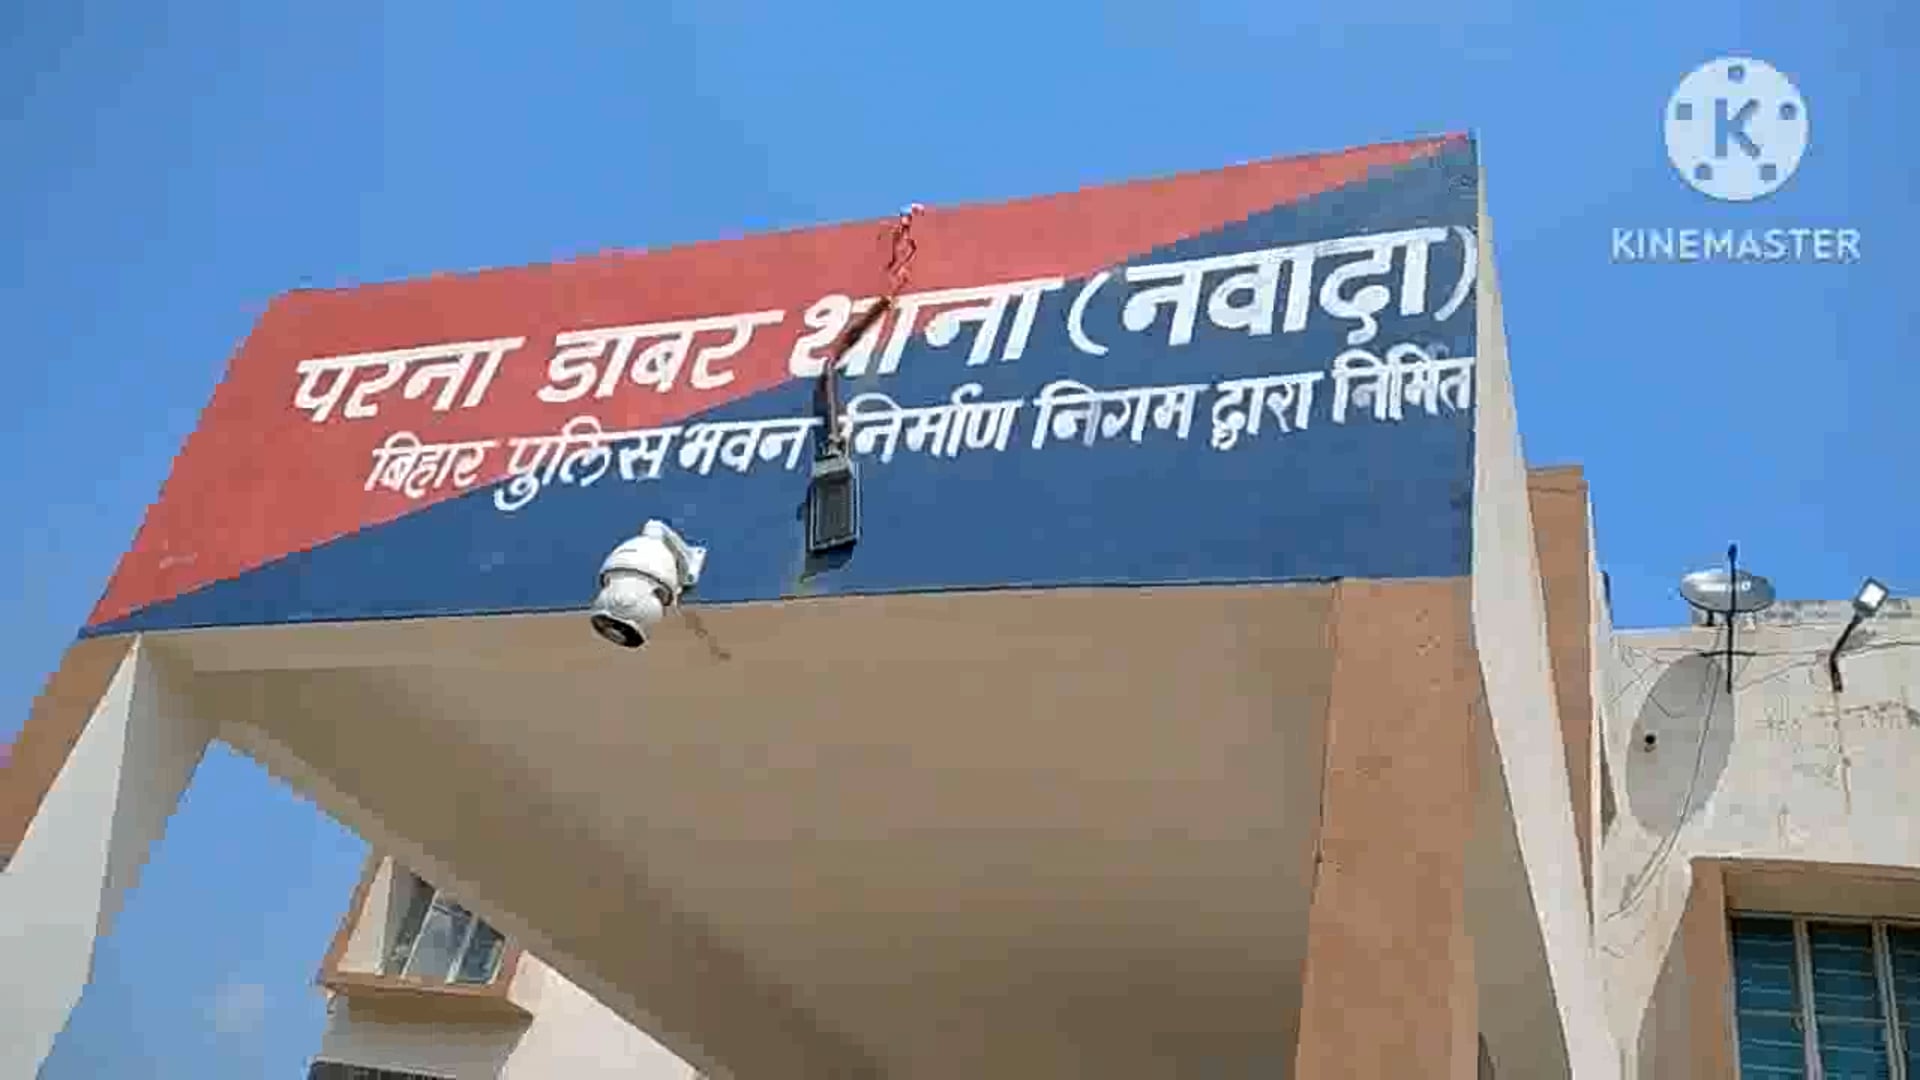 परना डाबर थाना (नवादा)
बिहार पुलिस भवन निर्माण निगम द्वारा निर्मित
K
KINEMASTER